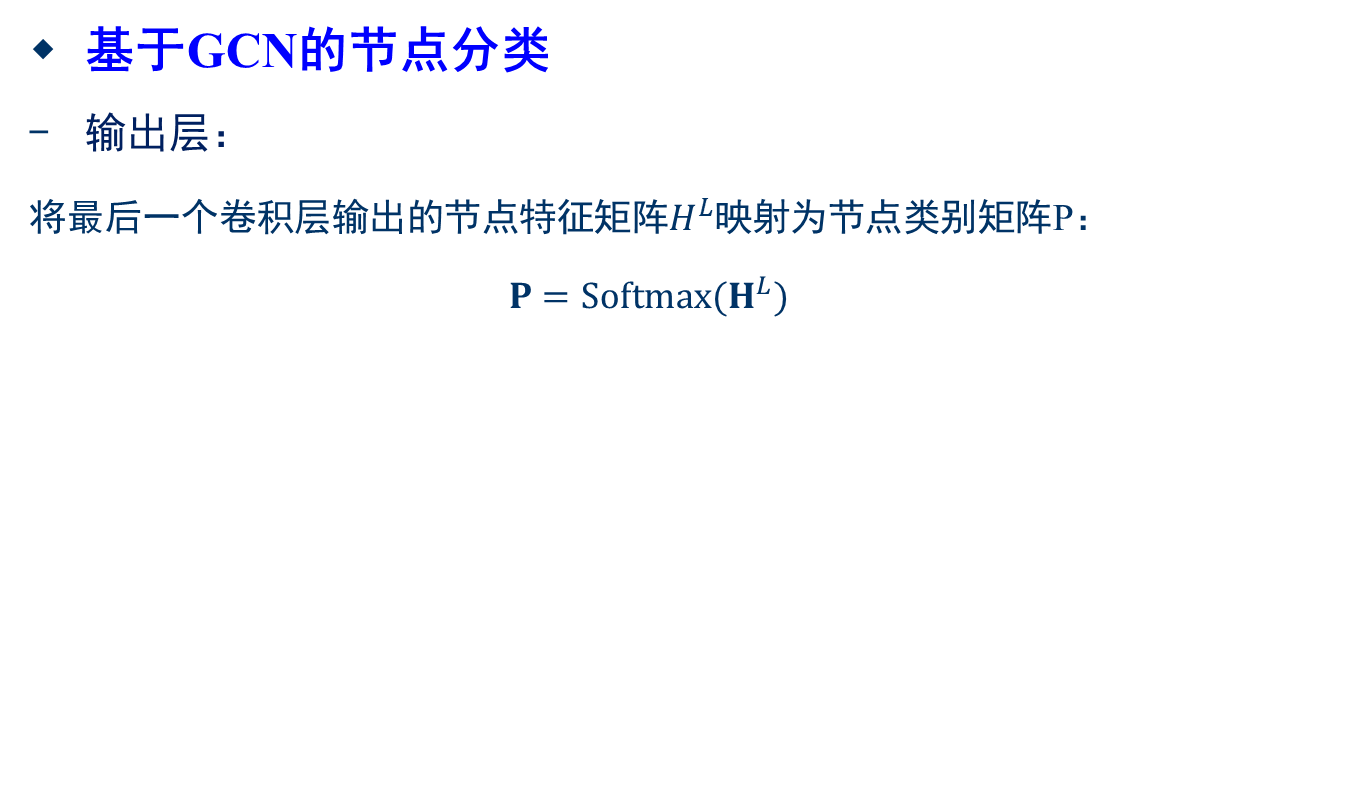 ◆ 基于GCN的节点分类
− 输出层：
将最后一个卷积层输出的节点特征矩阵𝐻ᴸ映射为节点类别矩阵P：
𝐏 = Softmax(𝐇ᴸ)